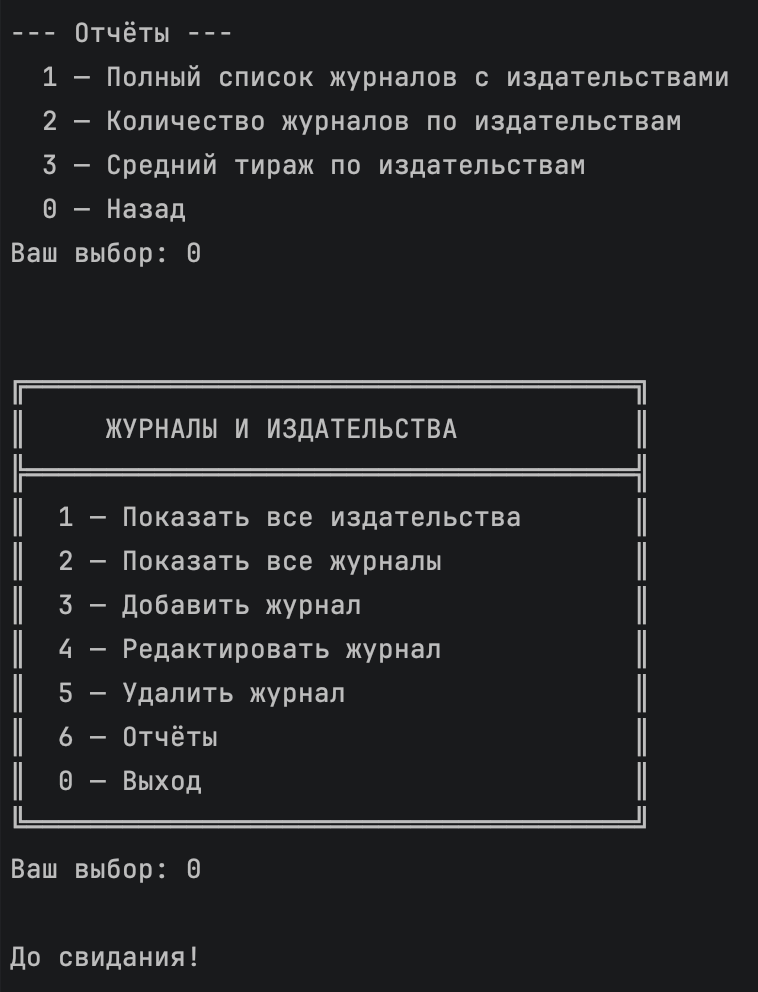 --- Отчёты ---
1 — Полный список журналов с издательствами
2 — Количество журналов по издательствам
3 — Средний тираж по издательствам
0 — Назад
Ваш выбор: 0
ЖУРНАЛЫ И ИЗДАТЕЛЬСТВА
1 — Показать все издательства
2 — Показать все журналы
3 — Добавить журнал
4 — Редактировать журнал
5 — Удалить журнал
6 — Отчёты
0 — Выход
Ваш выбор: 0
До свидания!